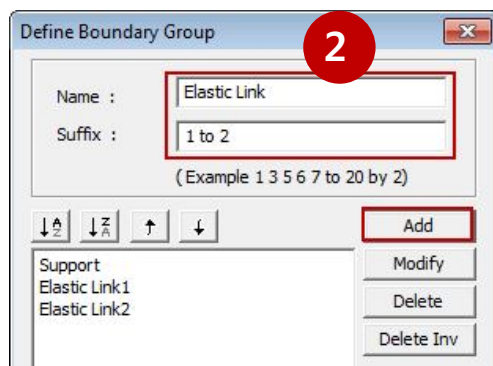 Define Boundary Group
2
Name : Elastic Link
Suffix : 1 to 2
(Example 1 3 5 6 7 to 20 by 2)
Add
Support
Modify
Elastic Link1
Elastic Link2
Delete
Delete Inv